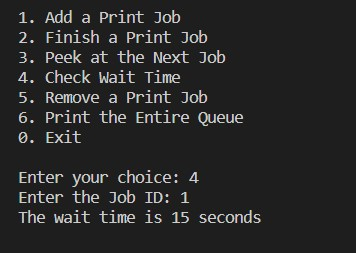 1. Add a Print Job
2. Finish a Print Job
3. Peek at the Next Job
4. Check Wait Time
5. Remove a Print Job
6. Print the Entire Queue
0. Exit
Enter your choice: 4
Enter the Job ID: 1
The wait time is 15 seconds